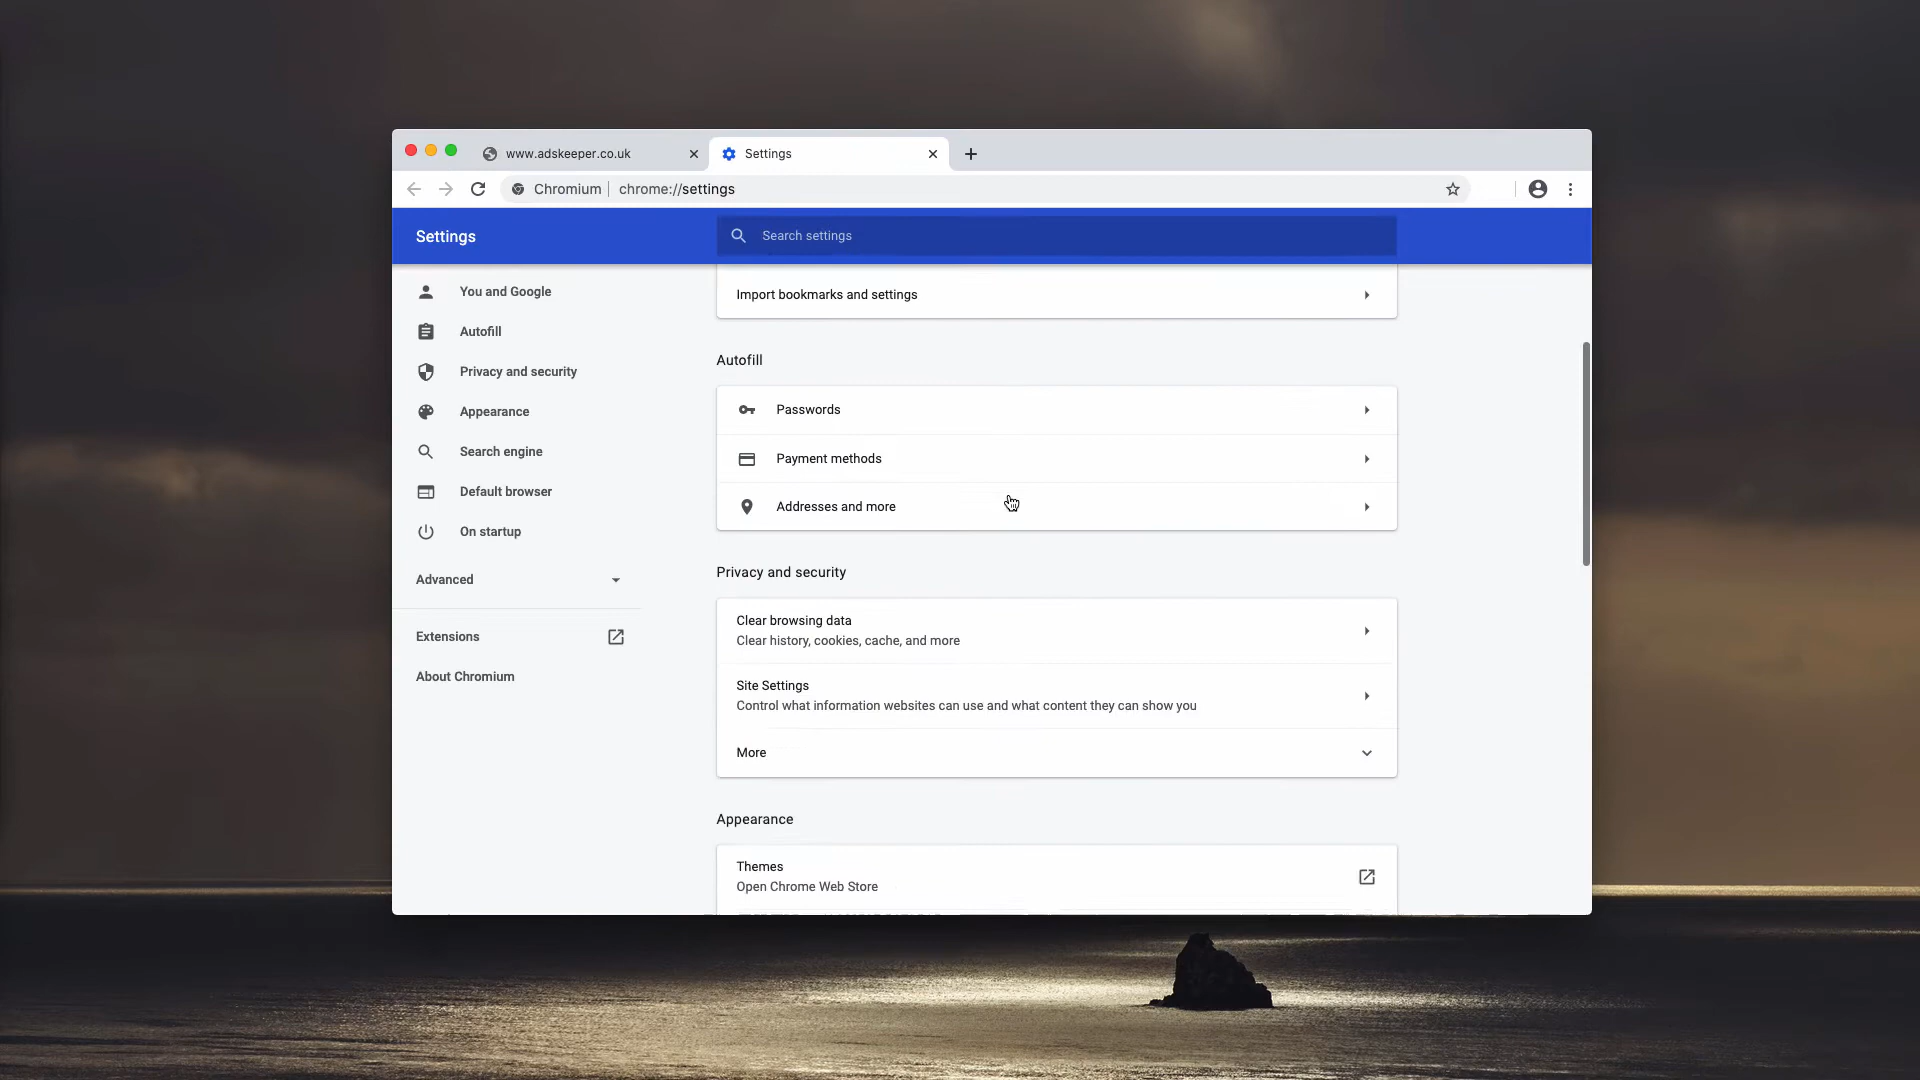 www.adskeeper.co.uk
Settings
Chromium
chrome://settings
Settings
Search settings
You and Google
Autofill
Privacy and security
Appearance
Search engine
Default browser
On startup
Advanced
Extensions
About Chromium
Import bookmarks and settings
Autofill
Passwords
Payment methods
Addresses and more
Privacy and security
Clear browsing data
Clear history, cookies, cache, and more
Site Settings
Control what information websites can use and what content they can show you
More
Appearance
Themes
Open Chrome Web Store